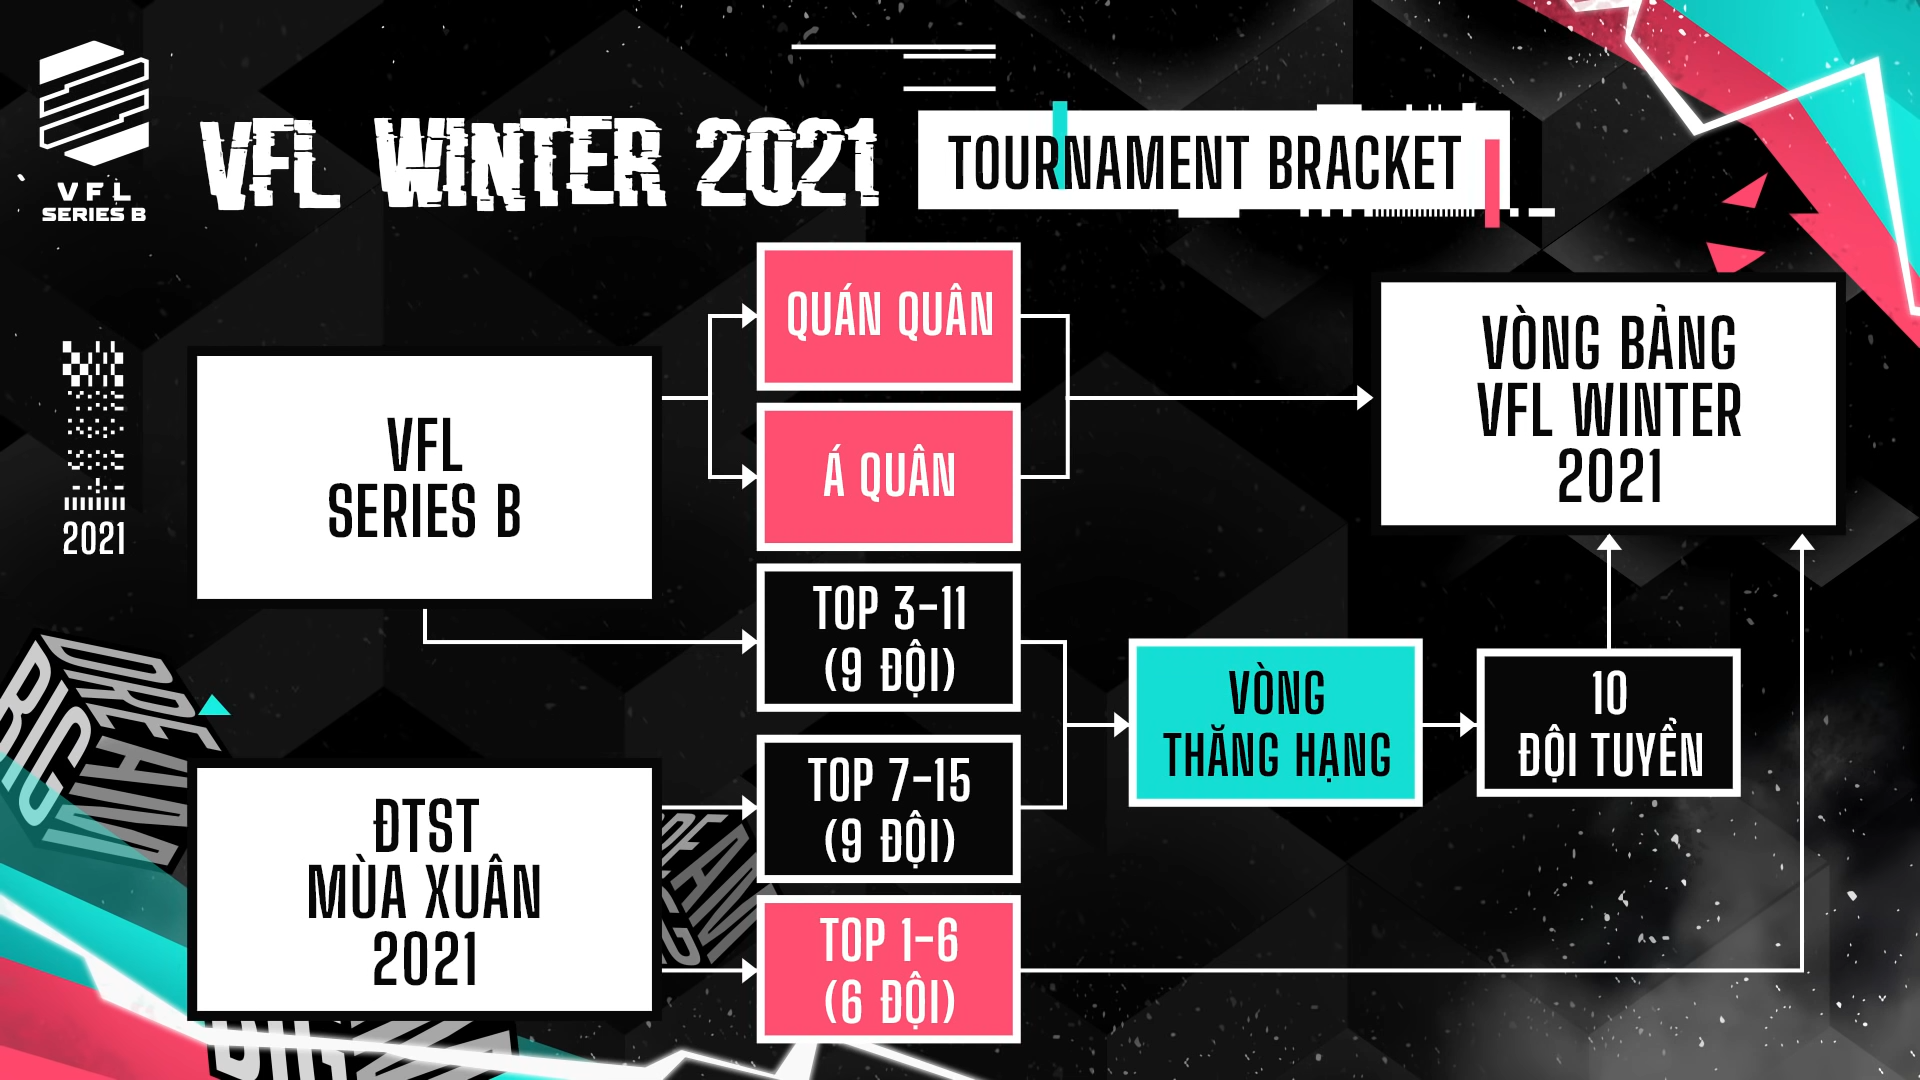 VFL
SERIES B
VFL WINTER 2021
TOURNAMENT BRACKET
2021
VFL
SERIES B
QUÁN QUÂN
Á QUÂN
TOP 3-11
(9 ĐỘI)
VÒNG BẢNG
VFL WINTER
2021
VÒNG
THĂNG HẠNG
10
ĐỘI TUYỂN
ĐTST
MÙA XUÂN
2021
TOP 7-15
(9 ĐỘI)
TOP 1-6
(6 ĐỘI)
DREAM
BIG